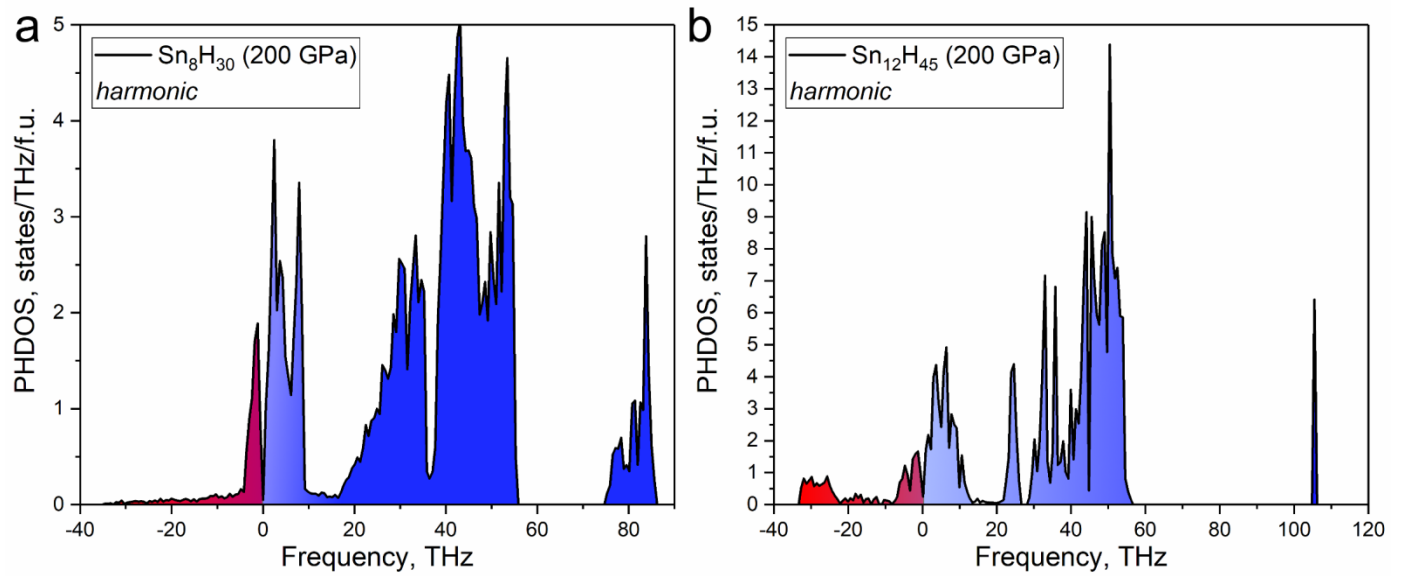 a
Sn₈H₃₀ (200 GPa)
harmonic
PHDOS, states/THz/f.u.
5
4
3
2
1
0
-40 -20 0 20 40 60 80
Frequency, THz
b
Sn₁₂H₄₅ (200 GPa)
harmonic
PHDOS, states/THz/f.u.
15
14
13
12
11
10
9
8
7
6
5
4
3
2
1
0
-40 -20 0 20 40 60 80 100 120
Frequency, THz